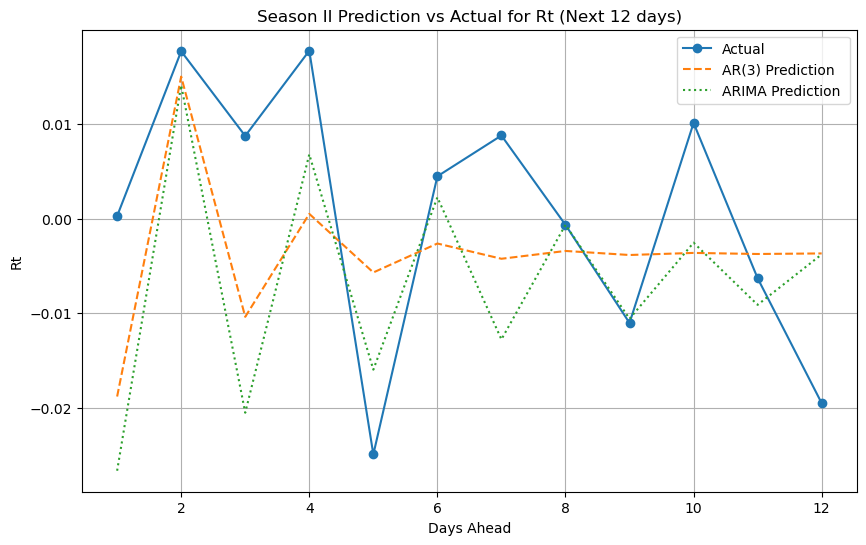 Season II Prediction vs Actual for Rt (Next 12 days)
Actual
AR(3) Prediction
ARIMA Prediction
0.01
0.00
−0.01
−0.02
Rt
2 4 6 8 10 12
Days Ahead